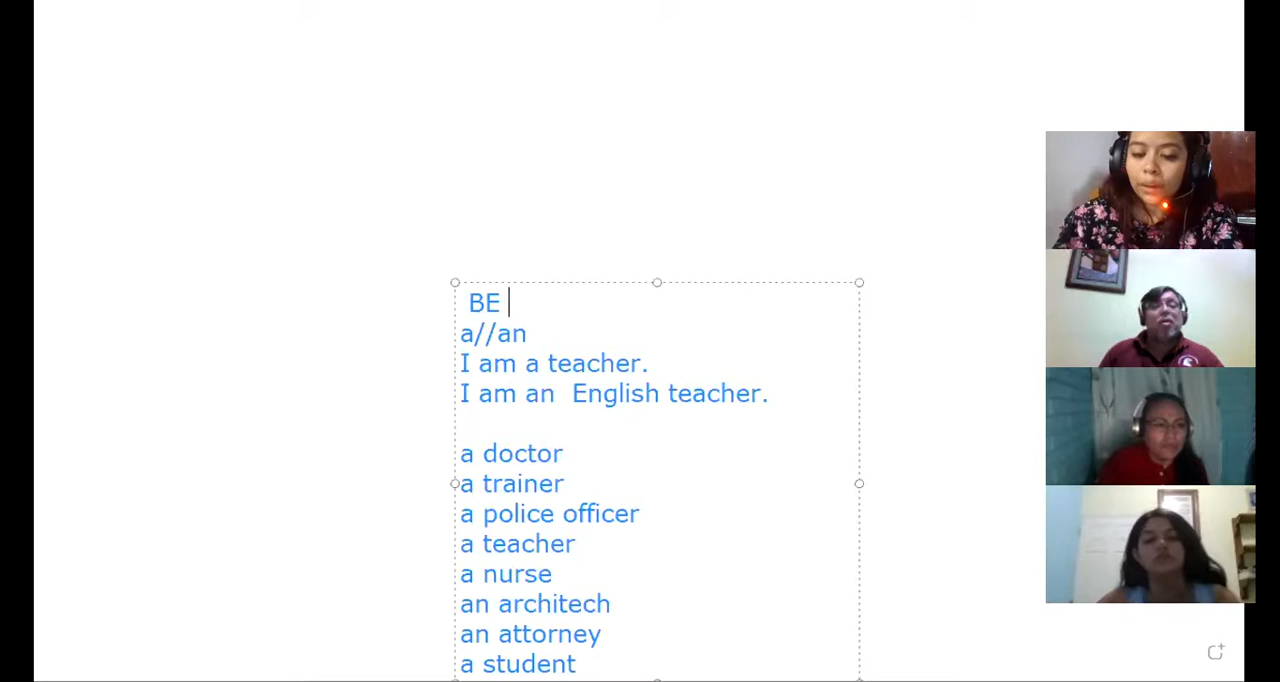 BE
a//an
I am a teacher.
I am an  English teacher.
a doctor
a trainer
a police officer
a teacher
a nurse
an architech
an attorney
a student